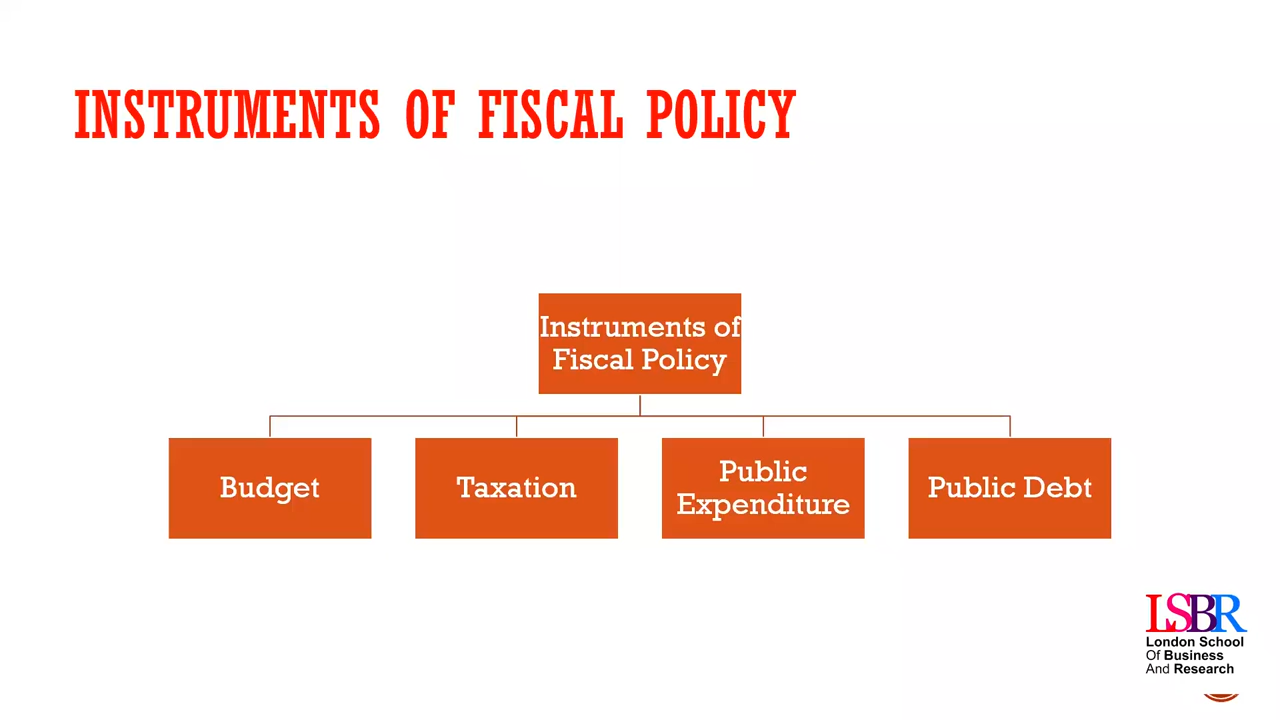 INSTRUMENTS OF FISCAL POLICY
Instruments of
Fiscal Policy
Budget
Taxation
Public
Expenditure
Public Debt
LSBR
London School
Of Business
And Research